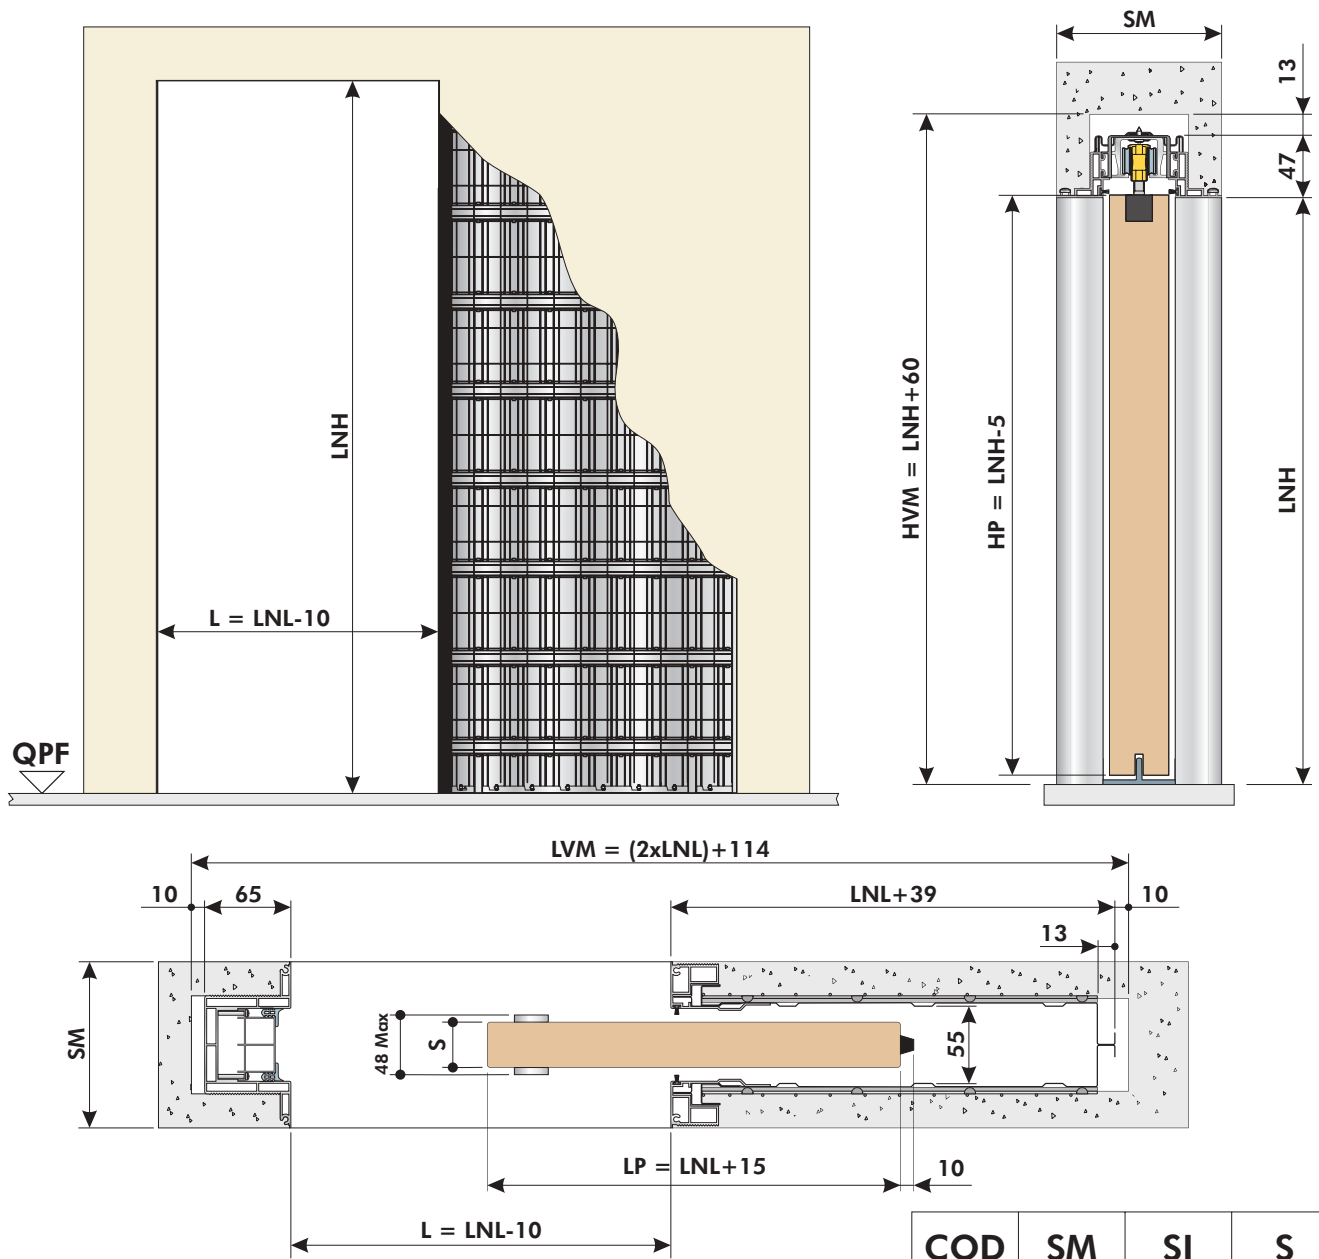 SM
13
47
LNH
HVM = LNH+60
HP = LNH-5
LNH
L = LNL-10
QPF
LVM = (2xLNL)+114
10
65
LNL+39
10
13
SM
48 Max
S
55
LP = LNL+15
10
L = LNL-10
COD SM SI S